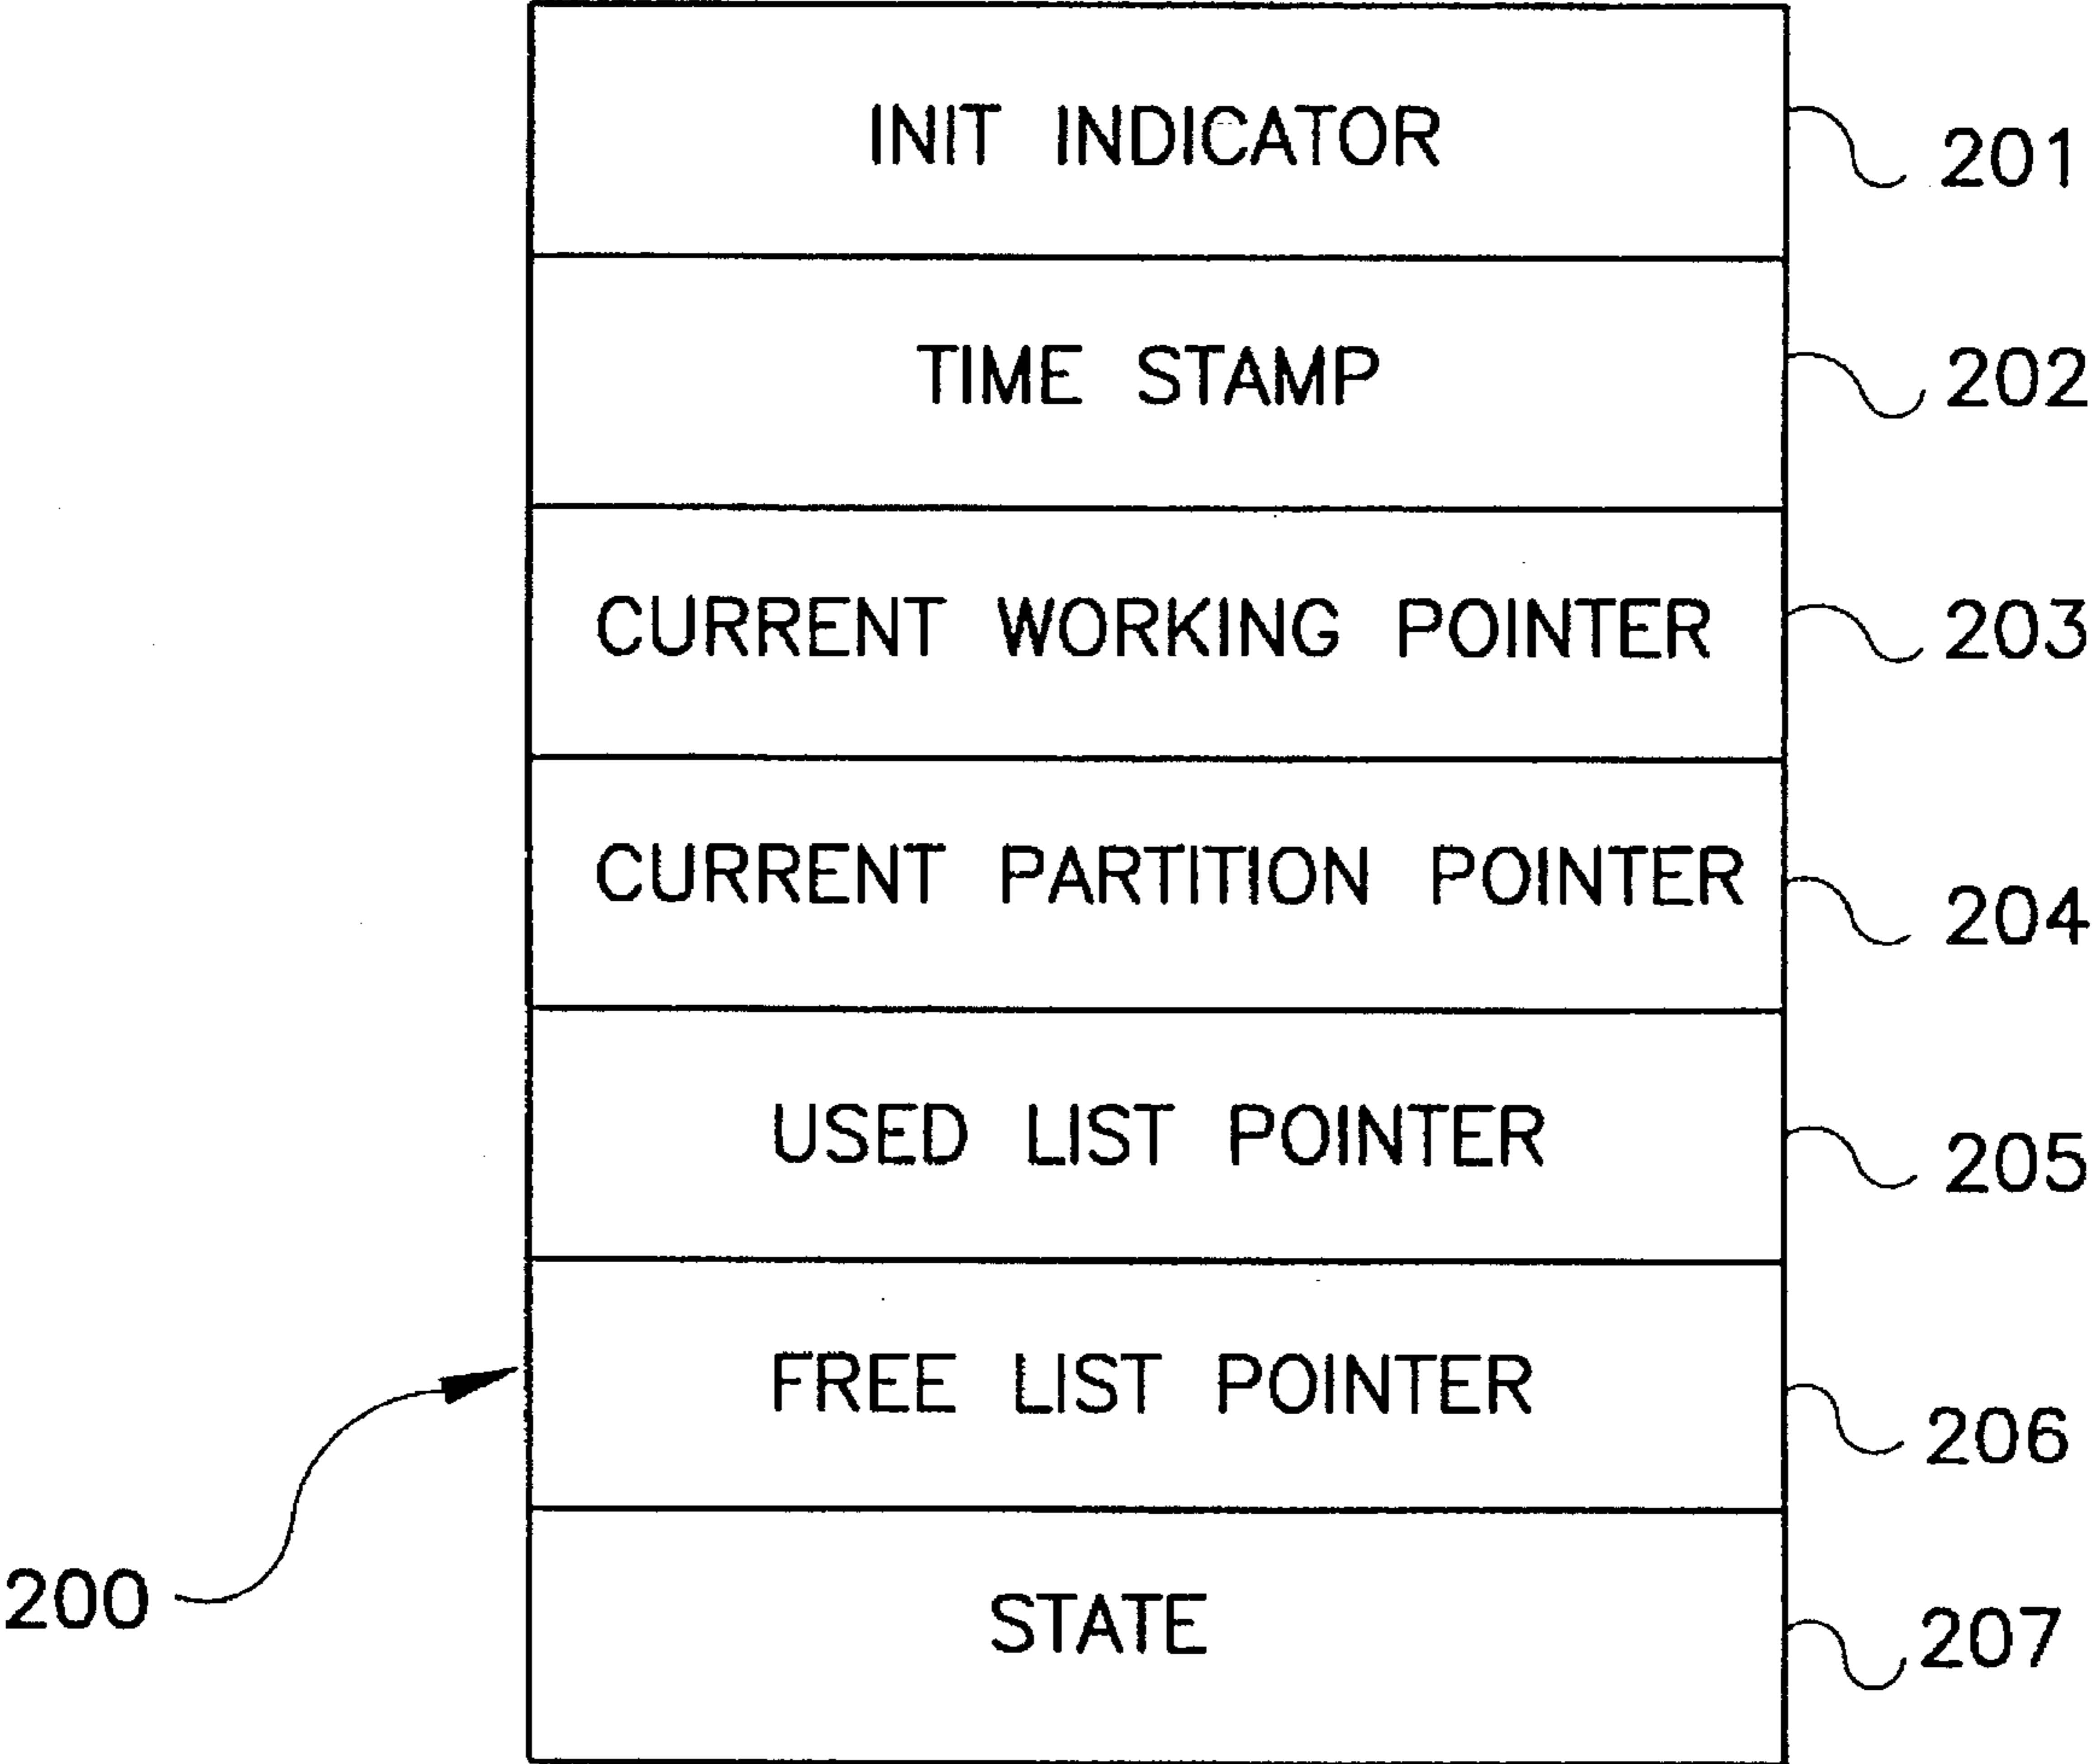 INIT INDICATOR
201
TIME STAMP
202
CURRENT WORKING POINTER
203
CURRENT PARTITION POINTER
204
USED LIST POINTER
205
FREE LIST POINTER
206
200
STATE
207